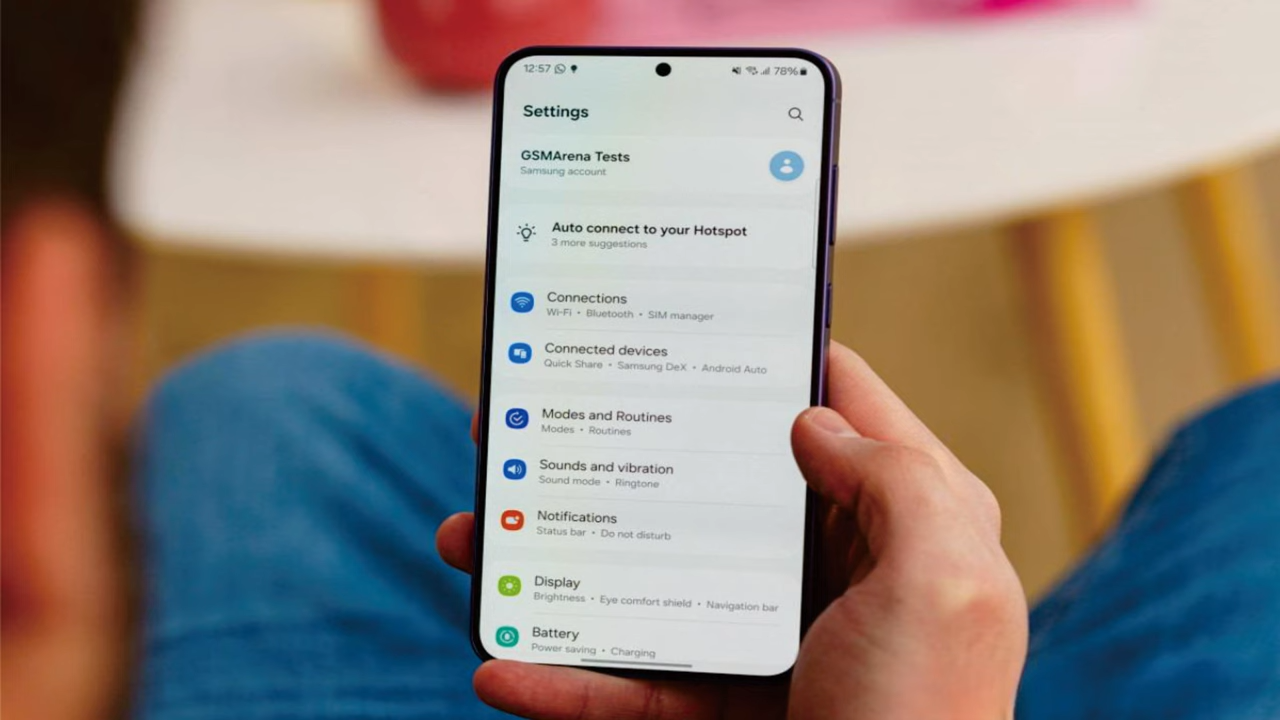 12:57 78%
Settings
GSMArena Tests
Samsung account
Auto connect to your Hotspot
3 more suggestions
Connections
Wi-Fi • Bluetooth • SIM manager
Connected devices
Quick Share • Samsung DeX • Android Auto
Modes and Routines
Modes • Routines
Sounds and vibration
Sound mode • Ringtone
Notifications
Status bar • Do not disturb
Display
Brightness • Eye comfort shield • Navigation bar
Battery
Power saving • Charging